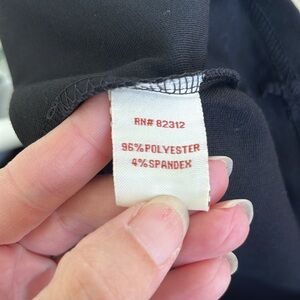 RN# 82312
96%POLYESTER
4%SPANDEX